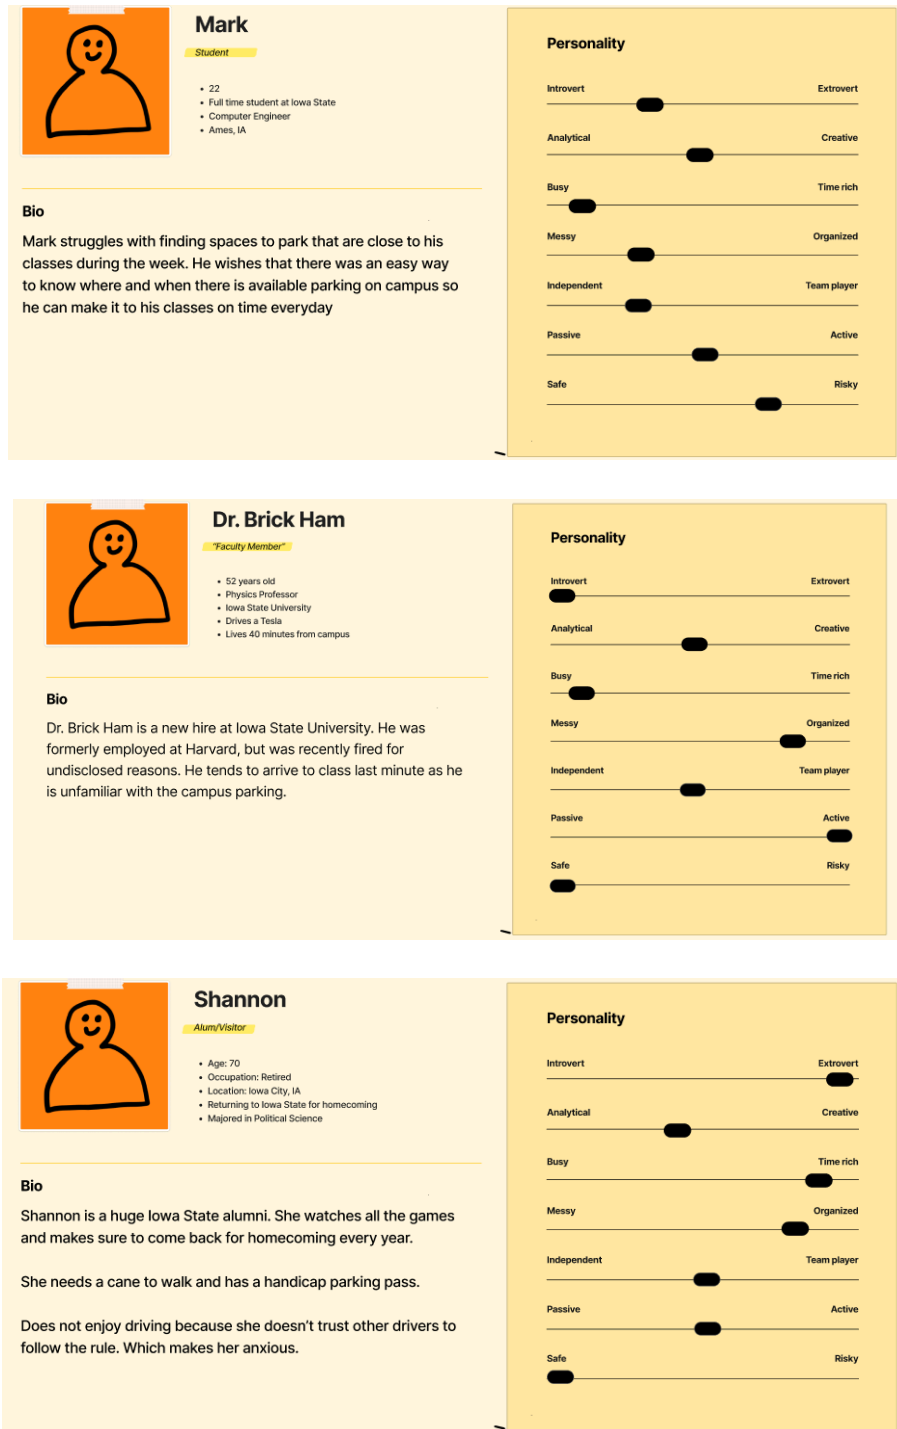 Mark
Student
• 22
• Full time student at Iowa State
• Computer Engineer
• Ames, IA
Bio
Mark struggles with finding spaces to park that are close to his
classes during the week. He wishes that there was an easy way
to know where and when there is available parking on campus so
he can make it to his classes on time everyday
Personality
Introvert Extrovert
Analytical Creative
Busy Time rich
Messy Organized
Independent Team player
Passive Active
Safe Risky
Dr. Brick Ham
"Faculty Member"
• 52 years old
• Physics Professor
• Iowa State University
• Drives a Tesla
• Lives 40 minutes from campus
Bio
Dr. Brick Ham is a new hire at Iowa State University. He was
formerly employed at Harvard, but was recently fired for
undisclosed reasons. He tends to arrive to class last minute as he
is unfamiliar with the campus parking.
Personality
Introvert Extrovert
Analytical Creative
Busy Time rich
Messy Organized
Independent Team player
Passive Active
Safe Risky
Shannon
Alum/Visitor
• Age: 70
• Occupation: Retired
• Location: Iowa City, IA
• Returning to Iowa State for homecoming
• Majored in Political Science
Bio
Shannon is a huge Iowa State alumni. She watches all the games
and makes sure to come back for homecoming every year.
She needs a cane to walk and has a handicap parking pass.
Does not enjoy driving because she doesn't trust other drivers to
follow the rule. Which makes her anxious.
Personality
Introvert Extrovert
Analytical Creative
Busy Time rich
Messy Organized
Independent Team player
Passive Active
Safe Risky